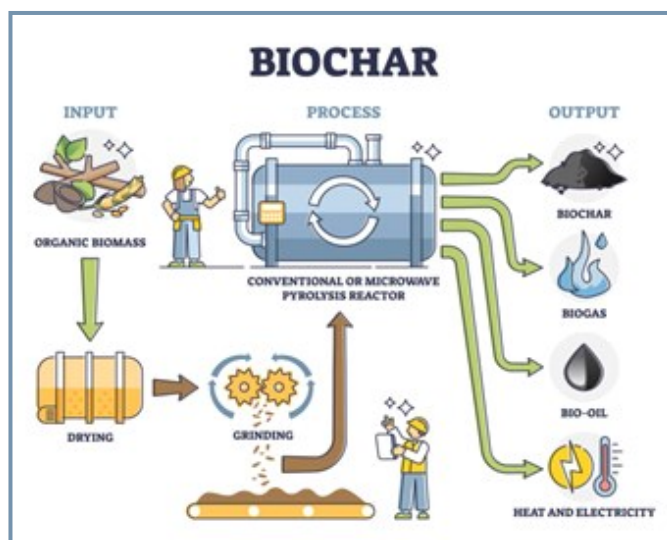 BIOCHAR
INPUT
PROCESS
OUTPUT
ORGANIC BIOMASS
CONVENTIONAL OR MICROWAVE
PYROLYSIS REACTOR
BIOCHAR
BIOGAS
DRYING
GRINDING
BIO-OIL
HEAT AND ELECTRICITY